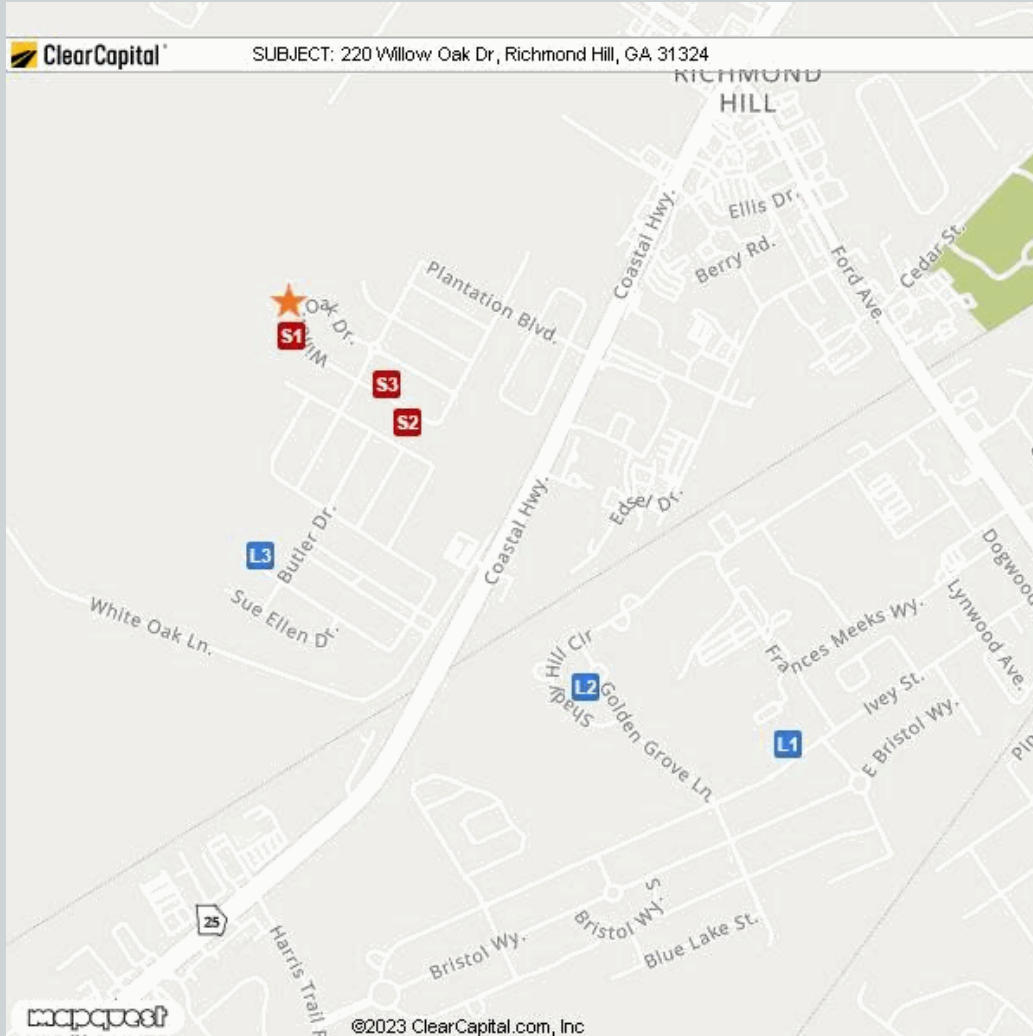 ClearCapital
SUBJECT: 220 Willow Oak Dr, Richmond Hill, GA 31324
RICHMOND
HILL
Ellis Dr.
Coastal Hwy.
Berry Rd.
Cedar St.
Ford Ave.
Plantation Blvd.
Oak Dr.
S1
S3
S2
Edsel Dr.
Coastal Hwy.
Butler Dr.
L3
Sue Ellen Dr.
White Oak Ln.
Dogwood
Lynwood Ave.
Frances Meeks Wy.
Shady Hill Cir
L2
Golden Grove Ln.
Ivey St.
L1
E Bristol Wy.
25
S
Bristol Wy.
Bristol Wy.
Blue Lake St.
Harris Trail
mapquest
©2023 ClearCapital.com, Inc